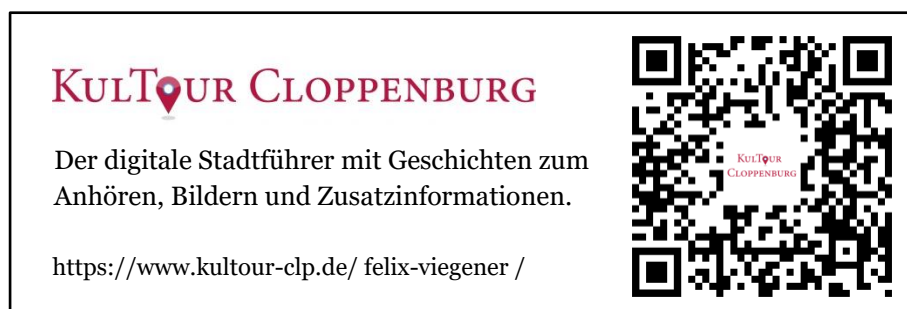 KULTOUR CLOPPENBURG
Der digitale Stadtführer mit Geschichten zum
Anhören, Bildern und Zusatzinformationen.
https://www.kultour-clp.de/ felix-viegener /
KULTOUR
CLOPPENBURG